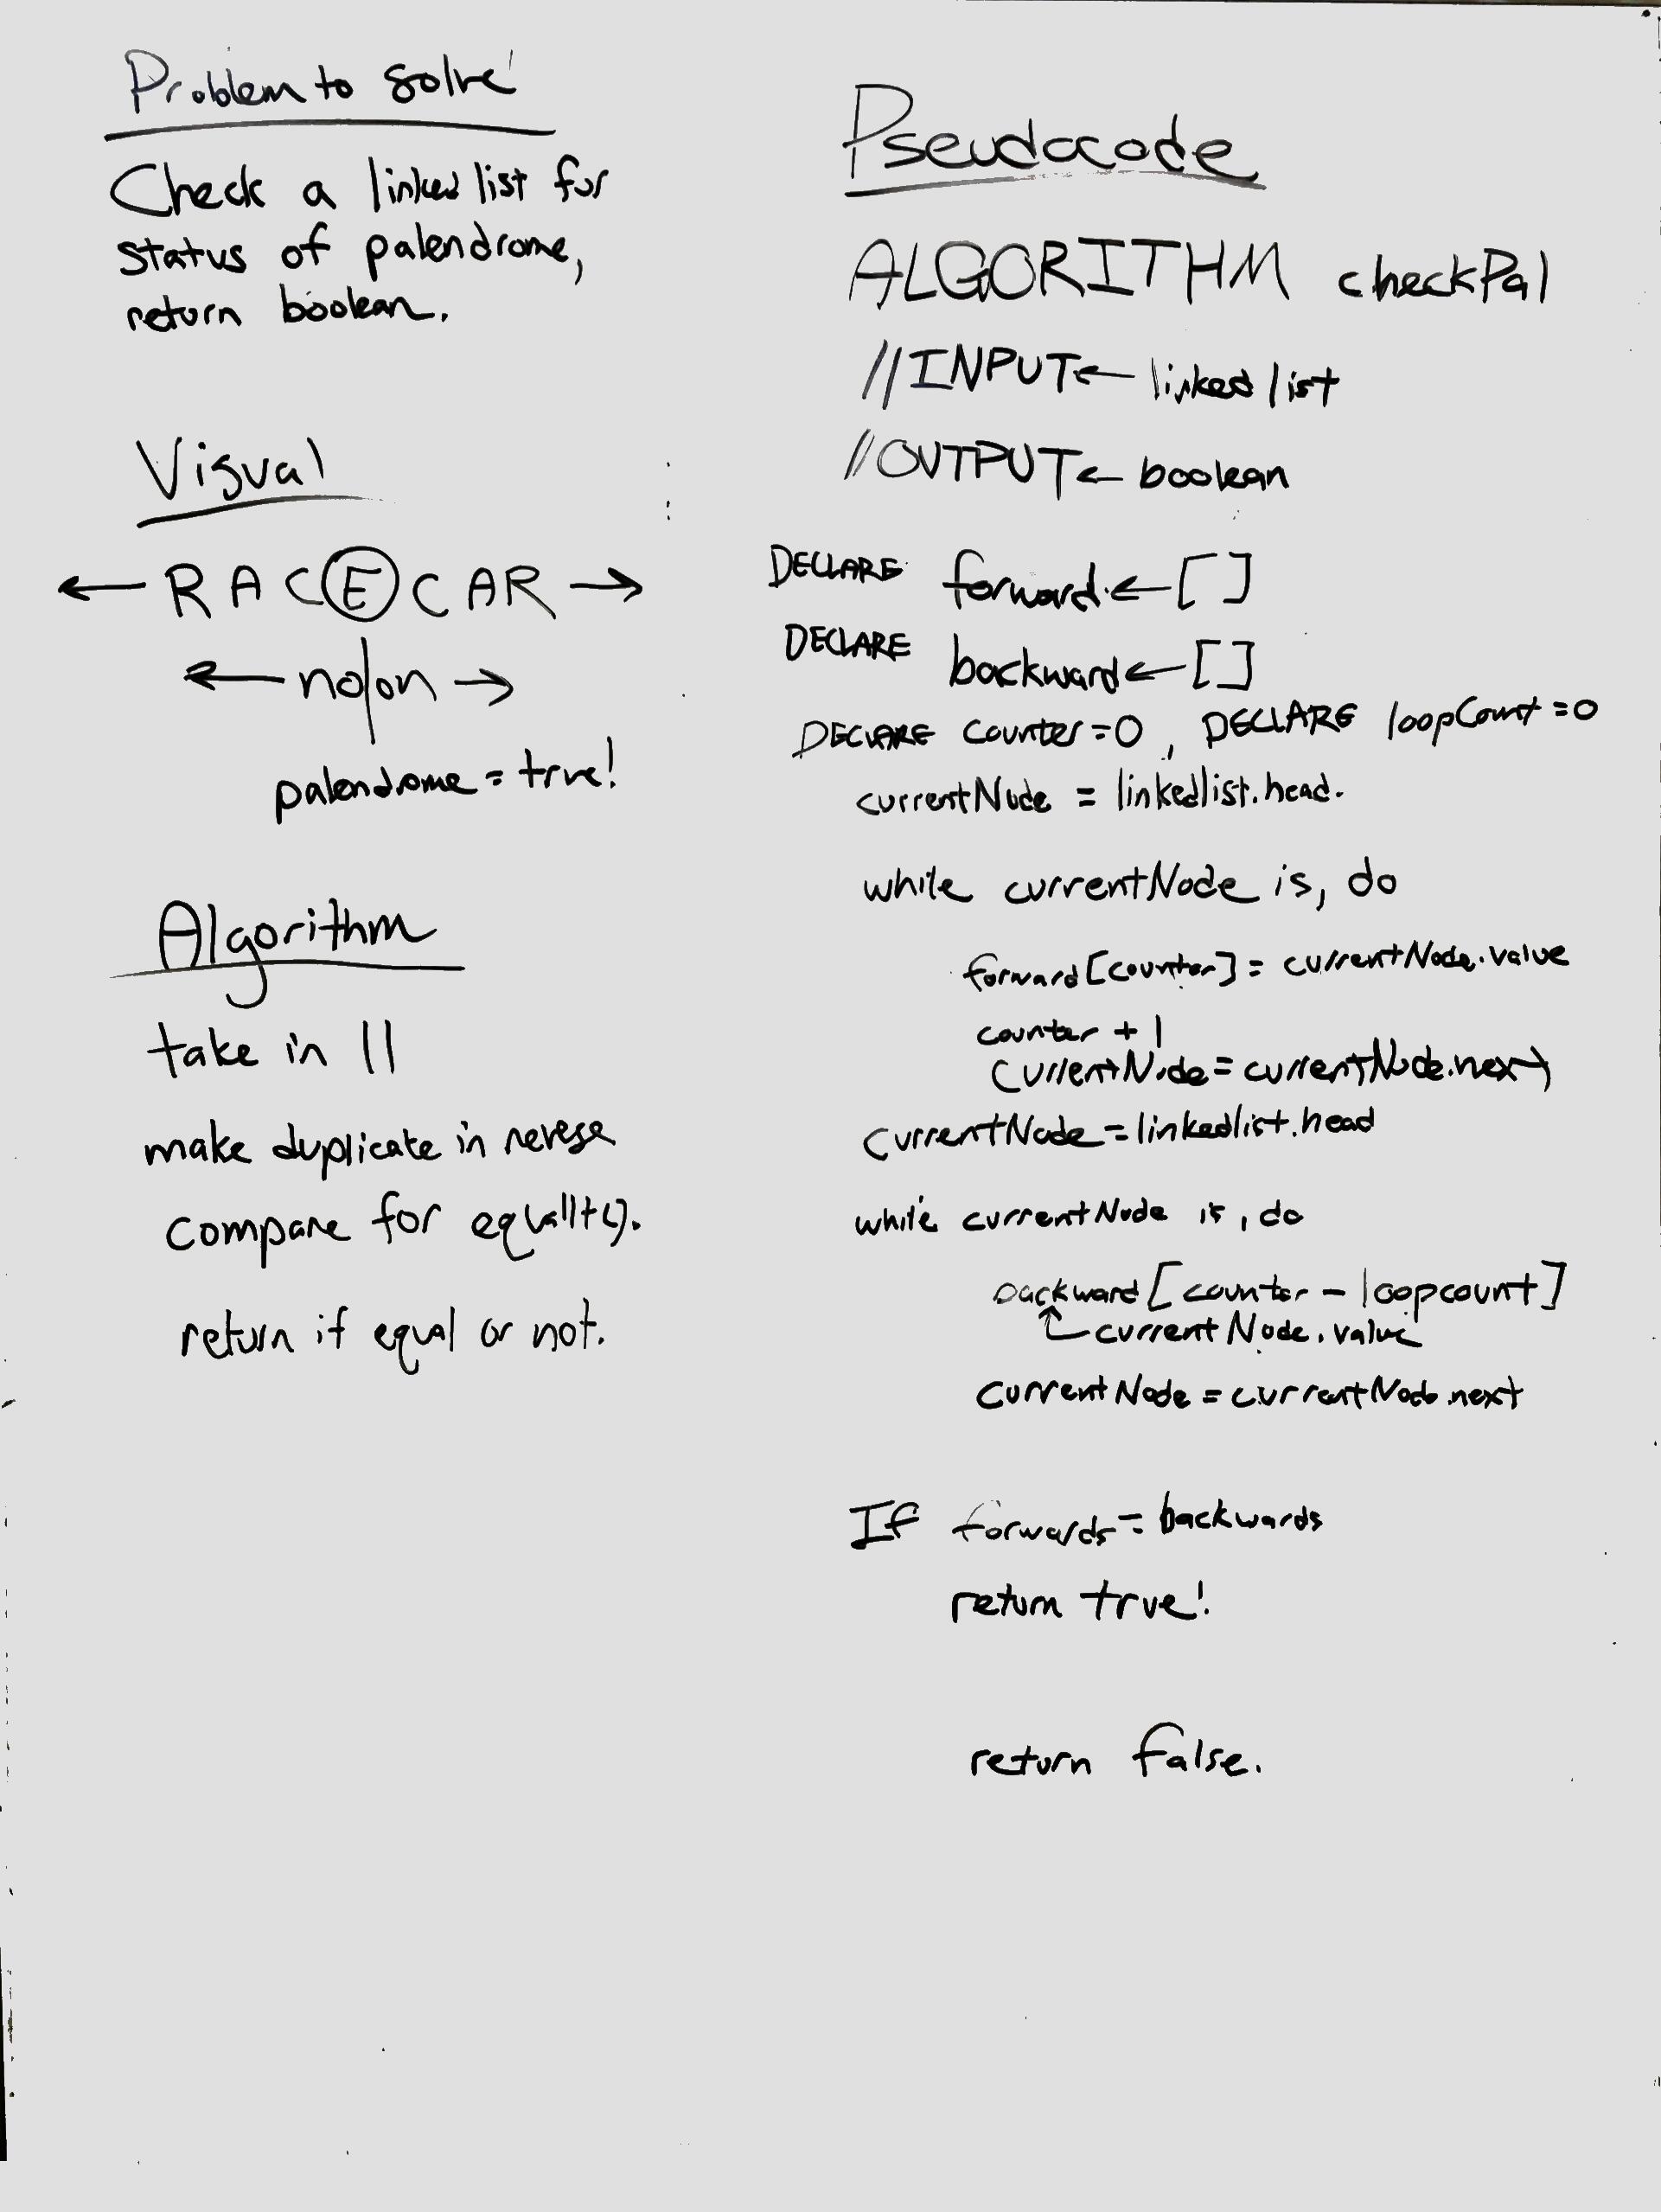 Problem to solve
Check a linked list for
status of palendrome,
return boolean.
Visual
← RACECAR →
← no|on →
palendrome = true!
Algorithm
take in ll
make duplicate in reverse
compare for equality.
return if equal or not.
Pseudocode
ALGORITHM checkPal
//INPUT ← linked list
//OUTPUT ← boolean
DECLARE forward ← []
DECLARE backward ← []
DECLARE counter = 0, DECLARE loopCount = 0
currentNode = linkedlist.head.
while currentNode is, do
forward[counter] = currentNode.value
counter + 1
currentNode = currentNode.next
currentNode = linkedlist.head
while currentNode is, do
backward[counter - loopcount]
↑ currentNode.value
currentNode = currentNode.next
If forwards = backwards
return true!
return false.